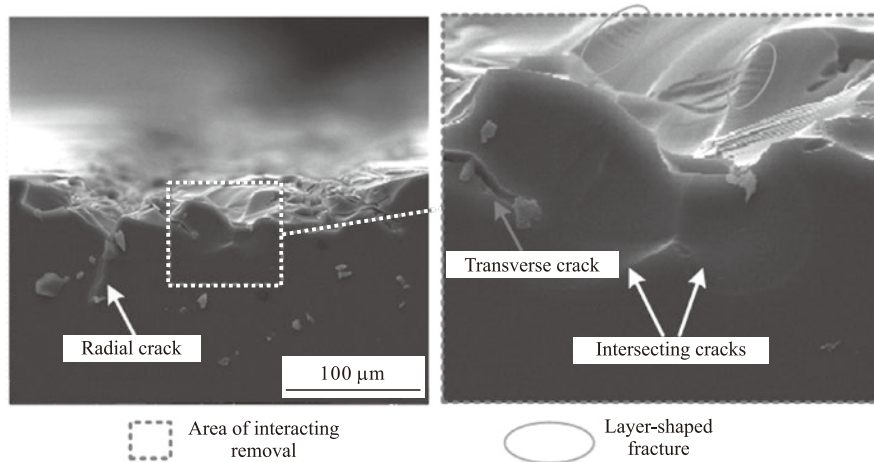 Transverse crack
Radial crack
Intersecting cracks
100 μm
Area of interacting
removal
Layer-shaped
fracture